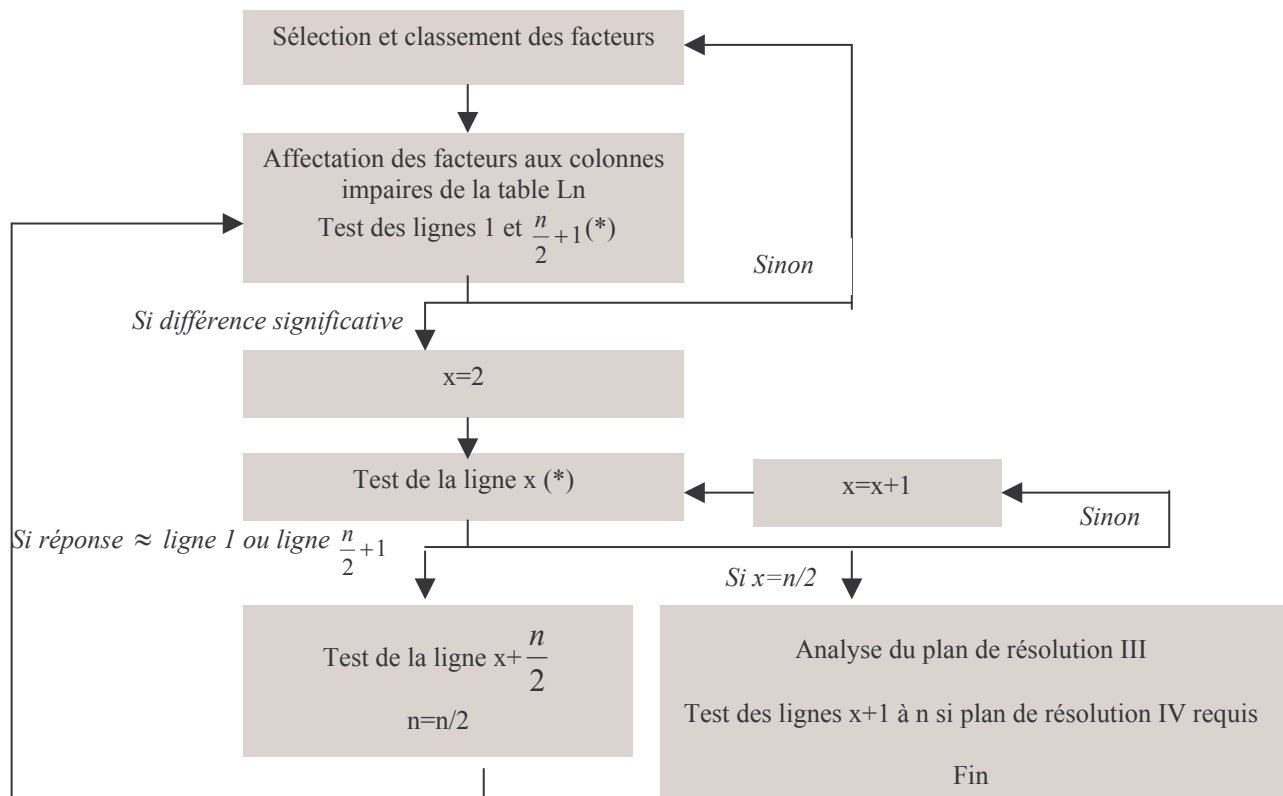 Sélection et classement des facteurs
Affectation des facteurs aux colonnes
impaires de la table Ln
Test des lignes 1 et n/2+1(*)
Sinon
Si différence significative
x=2
Test de la ligne x (*)
x=x+1
Sinon
Si réponse ≈ ligne 1 ou ligne n/2+1
Si x=n/2
Test de la ligne x+n/2
n=n/2
Analyse du plan de résolution III
Test des lignes x+1 à n si plan de résolution IV requis
Fin